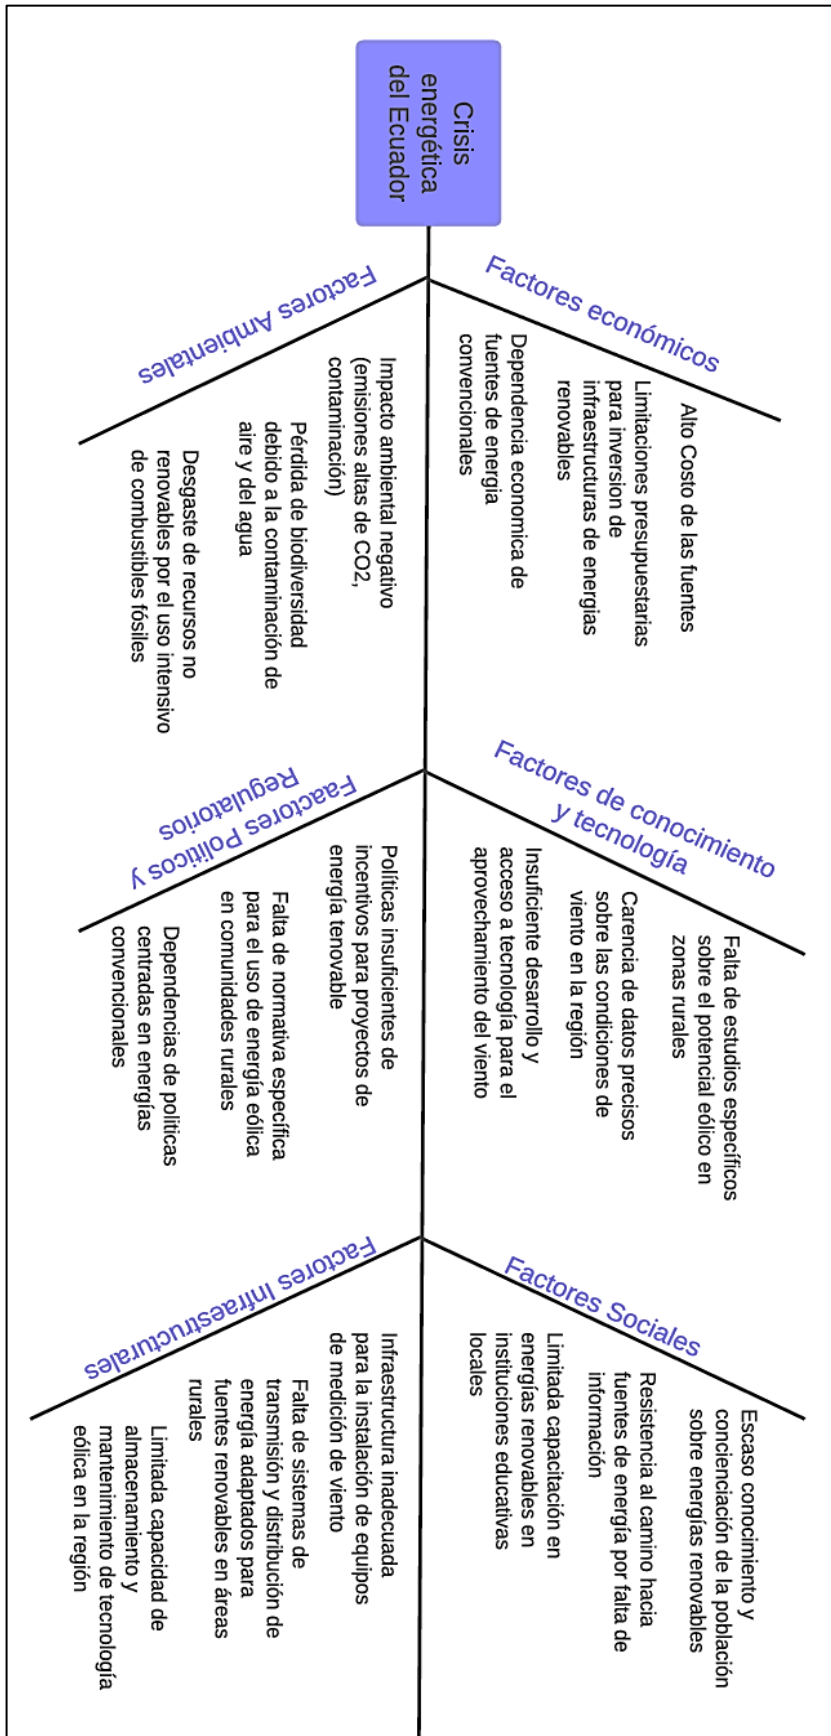 Crisis
energética
del Ecuador
Factores económicos
Alto Costo de las fuentes
Limitaciones presupuestarias
para inversion de
infraestructuras de energias
renovables
Dependencia economica de
fuentes de energia
convencionales
Factores Ambientales
Impacto ambiental negativo
(emisiones altas de CO2,
contaminación)
Pérdida de biodiversidad
debido a la contaminación de
aire y del agua
Desgaste de recursos no
renovables por el uso intensivo
de combustibles fósiles
Factores de conocimiento
y tecnología
Falta de estudios específicos
sobre el potencial eólico en
zonas rurales
Carencia de datos precisos
sobre las condiciones de
viento en la región
Insuficiente desarrollo y
acceso a tecnología para el
aprovechamiento del viento
Faactores Politicos y
Regulatorios
Políticas insuficientes de
incentivos para proyectos de
energía tenovable
Falta de normativa específica
para el uso de energía eólica
en comunidades rurales
Dependencias de politicas
centradas en energías
convencionales
Factores Sociales
Escaso conocimiento y
concienciación de la población
sobre energías renovables
Resistencia al camino hacia
fuentes de energía por falta de
información
Limitada capacitación en
energías renovables en
instituciones educativas
locales
Factores Infraestructurales
Infraestructura inadecuada
para la instalación de equipos
de medición de viento
Falta de sistemas de
transmisión y distribución de
energía adaptados para
fuentes renovables en áreas
rurales
Limitada capacidad de
almacenamiento y
mantenimiento de tecnología
eólica en la región